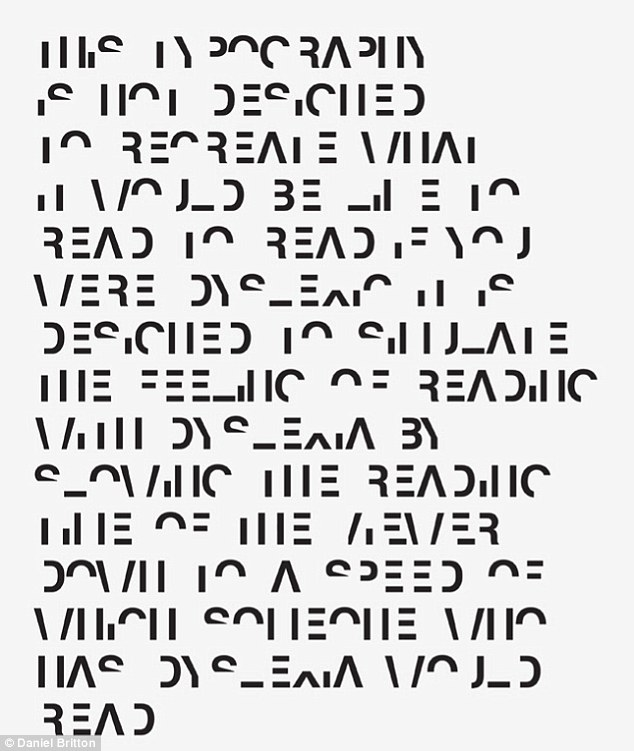 THIS TYPOGRAPHY
IS NOT DESIGNED
TO RECREATE WHAT
IT WOULD BE LIKE TO
READ TO READ IF YOU
WERE DYSLEXIC IT IS
DESIGNED TO SIMULATE
THE FEELING OF READING
WITH DYSLEXIA BY
SLOWING THE READING
TIME OF THE VIEWER
DOWN TO A SPEED OF
WHICH SOMEONE WHO
HAS DYSLEXIA WOULD
READ
© Daniel Britton